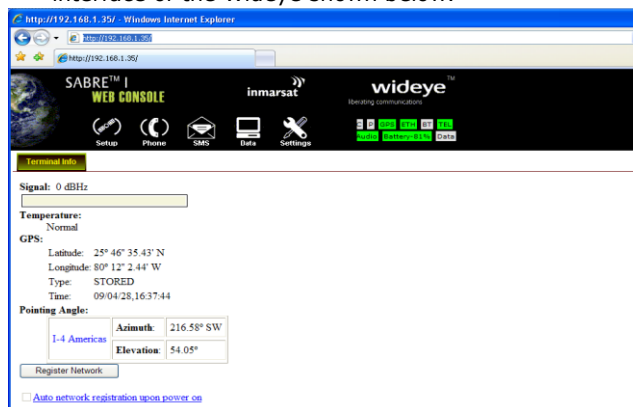 interface of the Wideye shown below.
http://192.168.1.35/ - Windows Internet Explorer
http://192.168.1.35/
http://192.168.1.35/
SABRE™ I
WEB CONSOLE
inmarsat
wideye™
liberating communications
Setup Phone SMS Data Settings
C P GPS ETH BT TEL
Audio Battery-81% Data
Terminal Info
Signal: 0 dBHz
Temperature:
Normal
GPS:
Latitude: 25° 46" 35.43' N
Longitude: 80° 12" 2.44' W
Type: STORED
Time: 09/04/28,16:37:44
Pointing Angle:
I-4 Americas Azimuth: 216.58° SW
Elevation: 54.05°
Register Network
Auto network registration upon power on